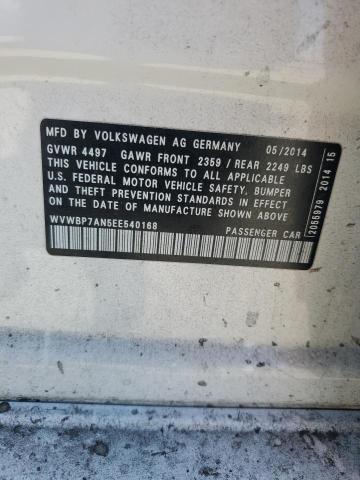 MFD BY VOLKSWAGEN AG GERMANY 05/2014
GVWR 4497 GAWR FRONT 2359 / REAR 2249 LBS
THIS VEHICLE CONFORMS TO ALL APPLICABLE
U.S. FEDERAL MOTOR VEHICLE SAFETY, BUMPER
AND THEFT PREVENTION STANDARDS IN EFFECT
ON THE DATE OF MANUFACTURE SHOWN ABOVE
WVWBP7AN5EE540168 PASSENGER CAR
2055979 2014 15